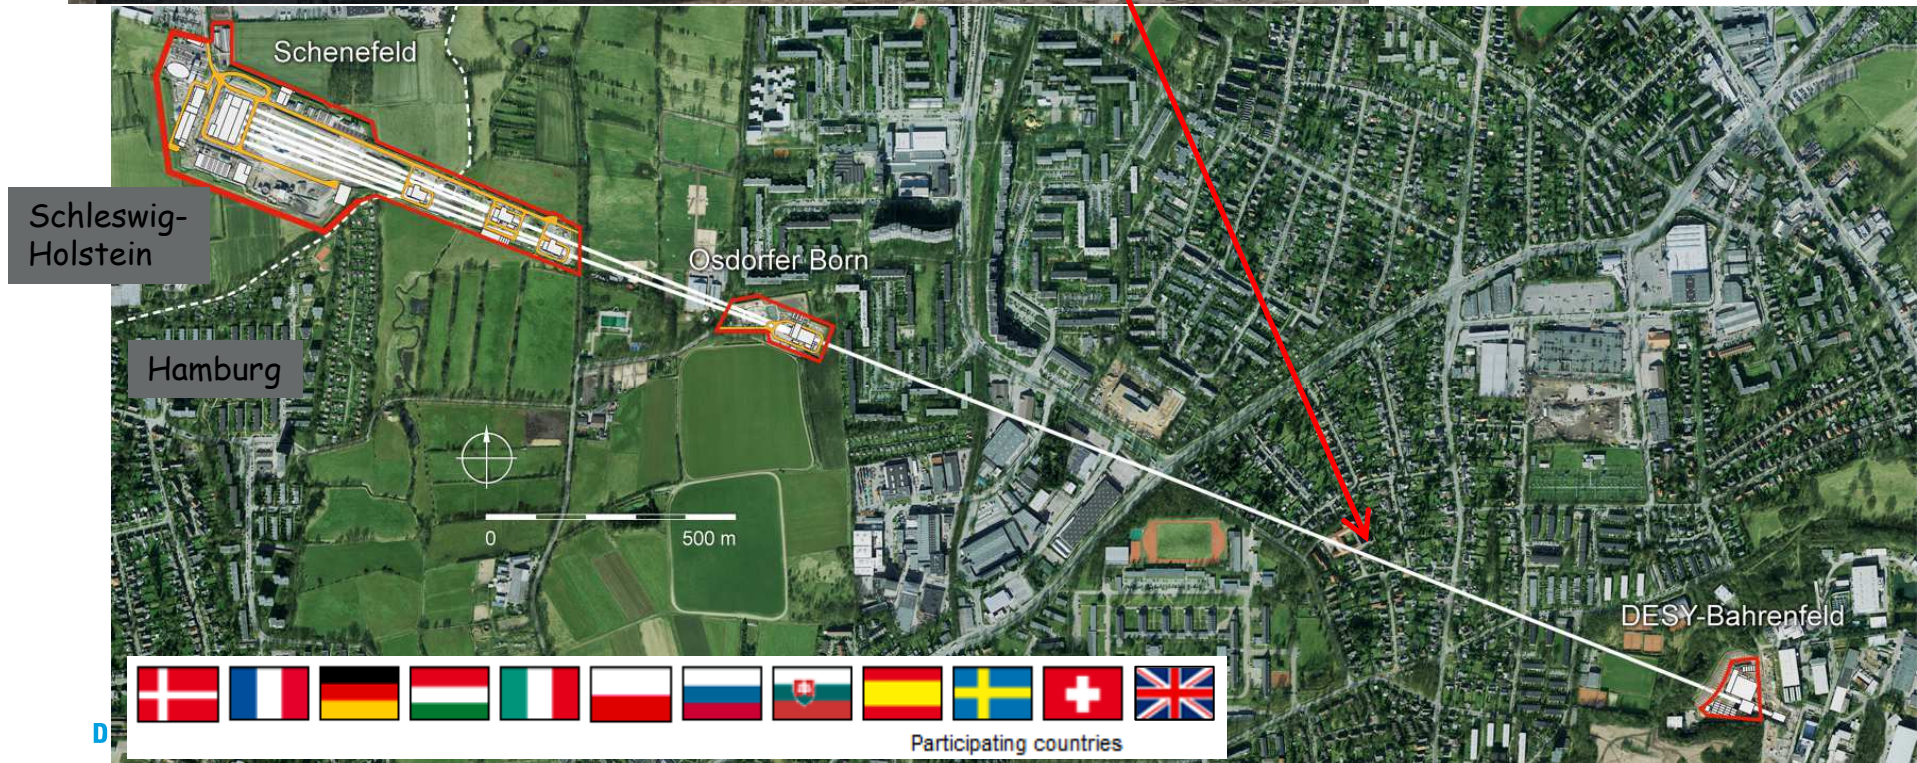 Schenefeld
Schleswig-
Holstein
Osdorfer Born
Hamburg
0 500 m
DESY-Bahrenfeld
D
Participating countries